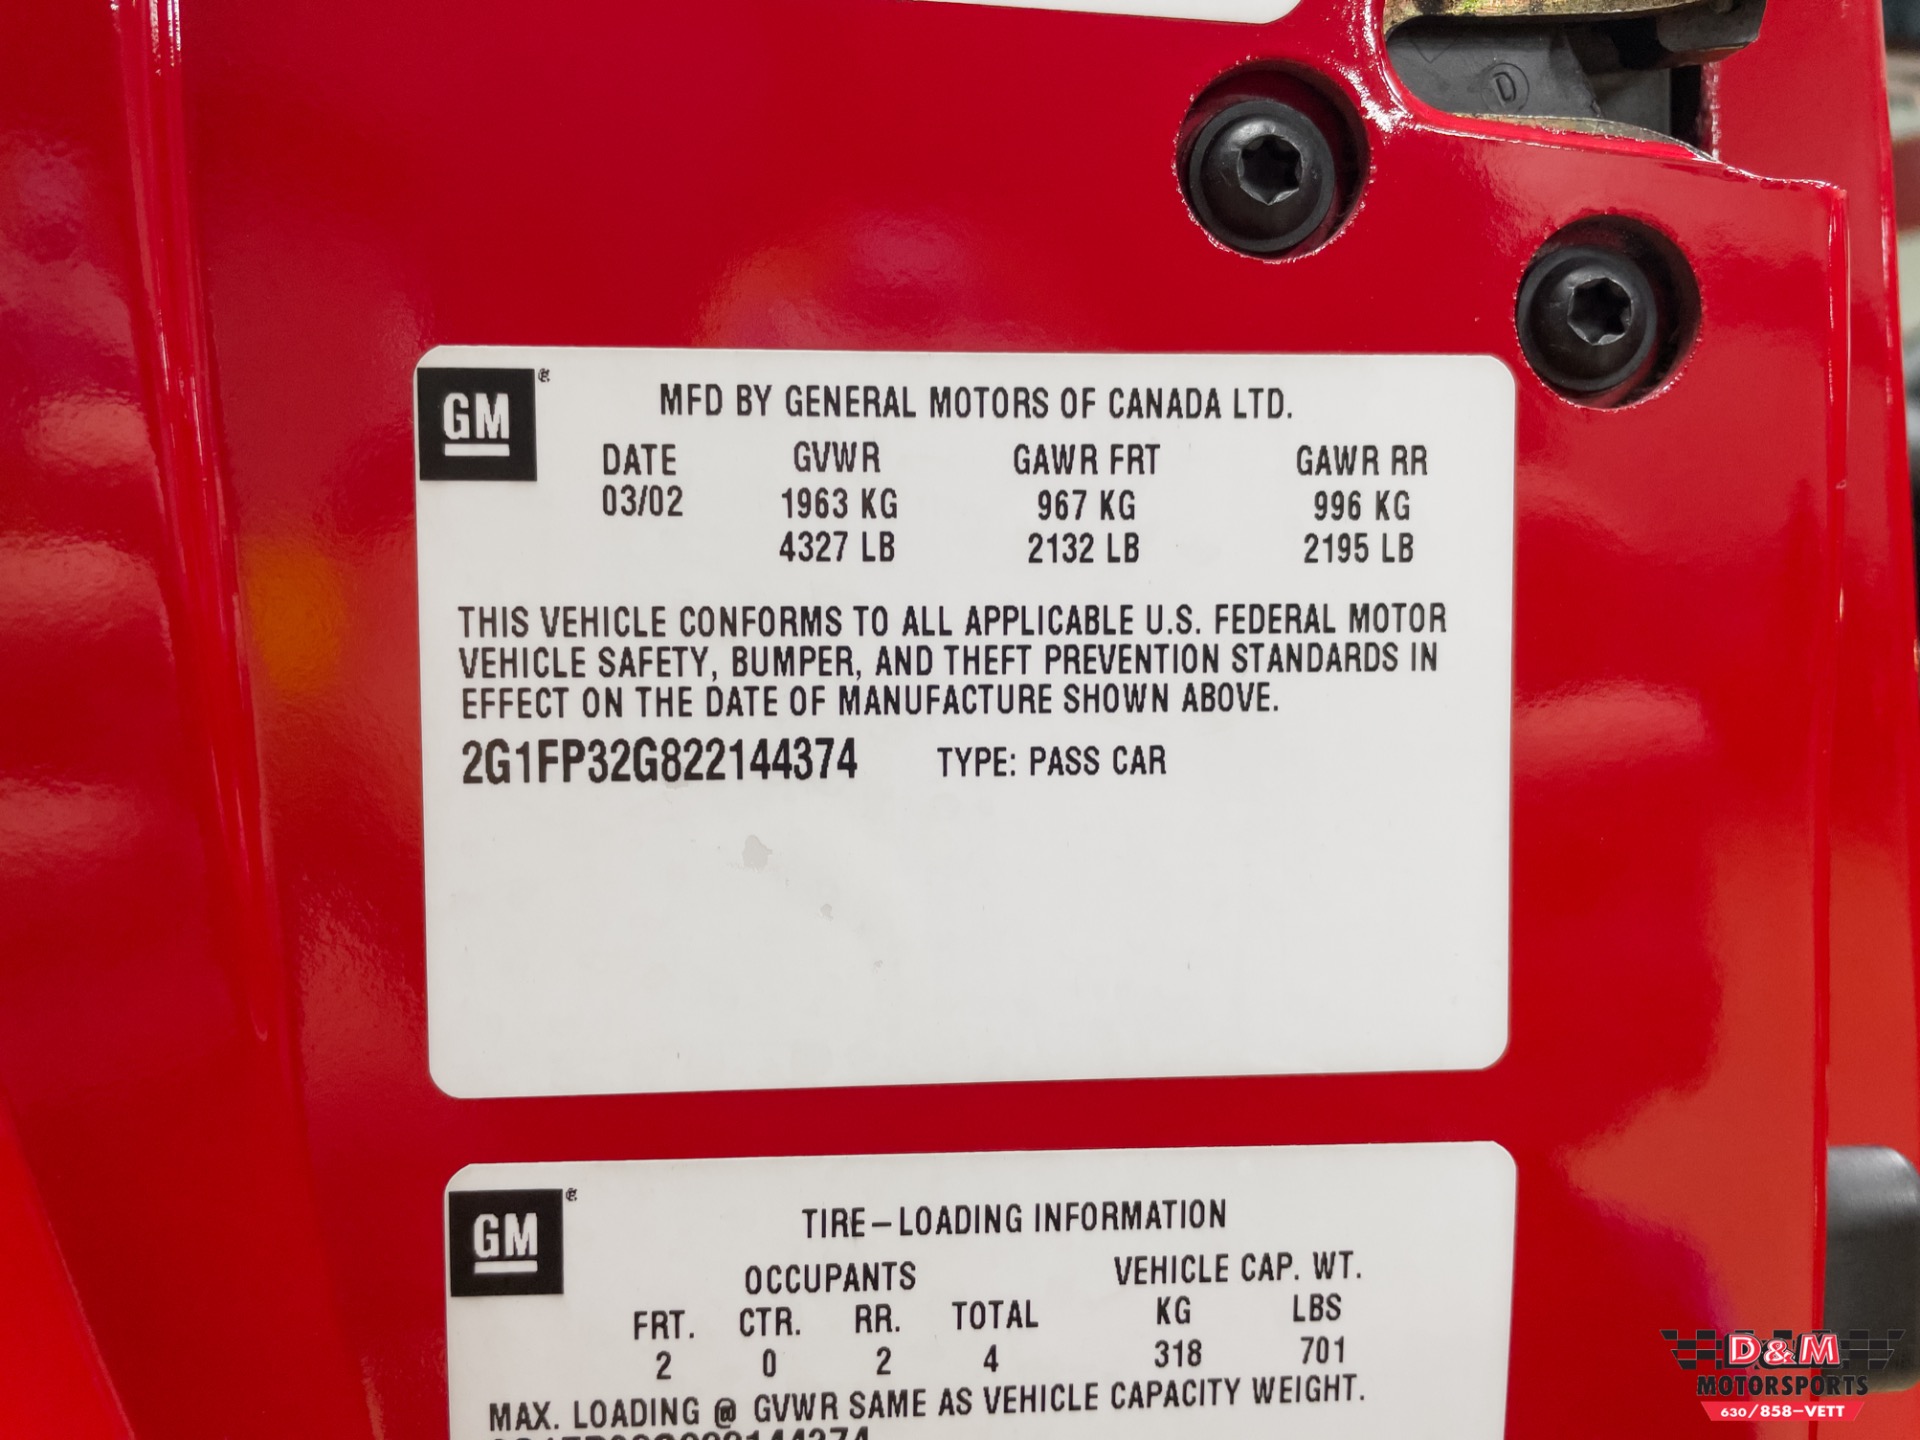 D
GM
MFD BY GENERAL MOTORS OF CANADA LTD.
DATE GVWR GAWR FRT GAWR RR
03/02 1963 KG 967 KG 996 KG
4327 LB 2132 LB 2195 LB
THIS VEHICLE CONFORMS TO ALL APPLICABLE U.S. FEDERAL MOTOR
VEHICLE SAFETY, BUMPER, AND THEFT PREVENTION STANDARDS IN
EFFECT ON THE DATE OF MANUFACTURE SHOWN ABOVE.
2G1FP32G822144374 TYPE: PASS CAR
GM
TIRE-LOADING INFORMATION
OCCUPANTS VEHICLE CAP. WT.
FRT. CTR. RR. TOTAL KG LBS
2 0 2 4 318 701
MAX. LOADING @ GVWR SAME AS VEHICLE CAPACITY WEIGHT.
D&M
MOTORSPORTS
630/858-VETT